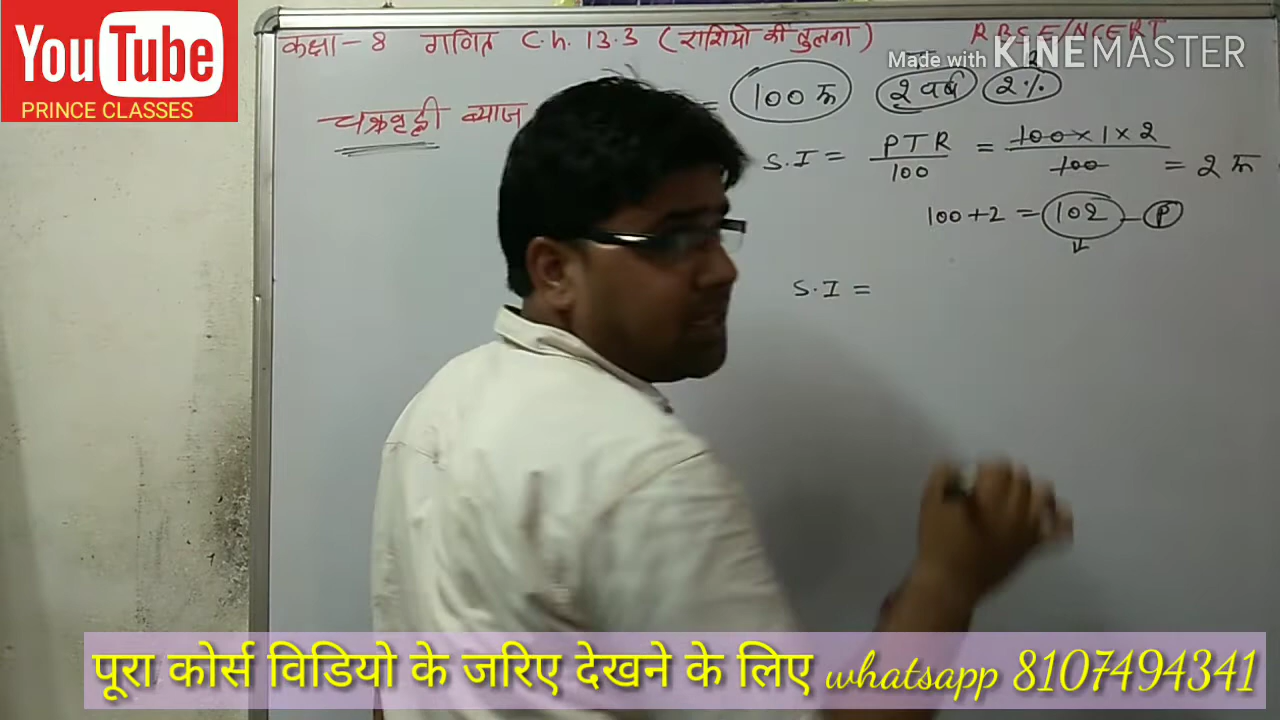 YouTube
PRINCE CLASSES
कक्षा - 8 गणित Ch. 13.3 (राशियो की तुलना) RBSE/NCERT
Made with KINEMASTER
चक्रवृद्धी ब्याज = 100 रू 2 वर्ष 2%
S.I = PTR/100 = 100×1×2/100 = 2 रू
100+2 = 102 - P
S.I =
पूरा कोर्स विडियो के जरिए देखने के लिए whatsapp 8107494341